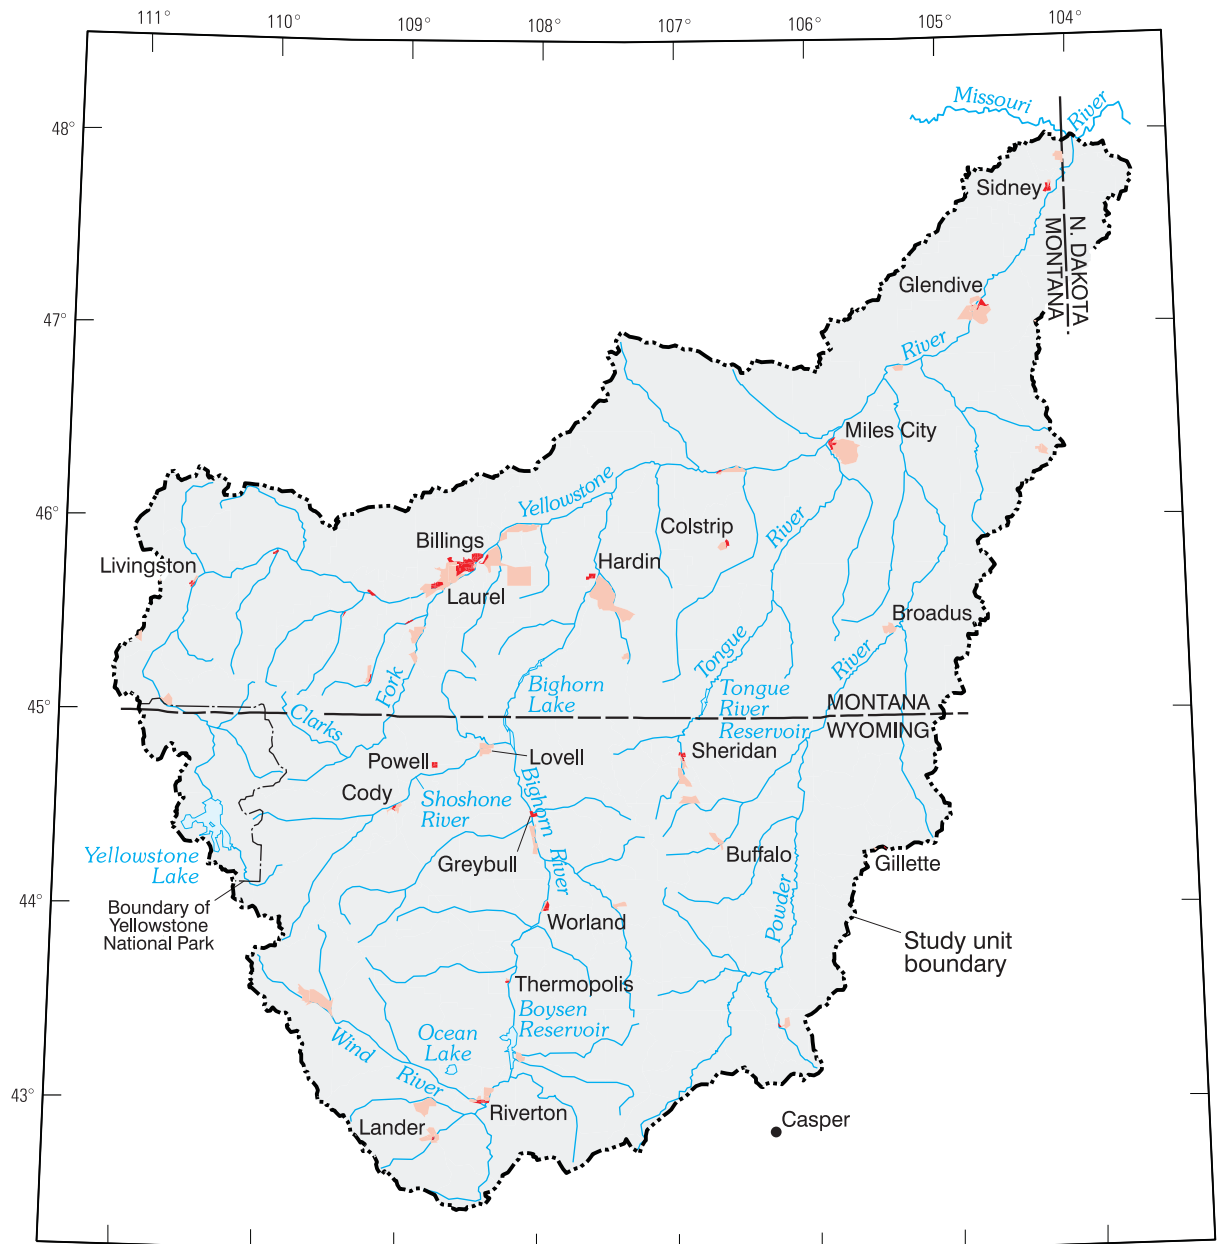 111°
110°
109°
108°
107°
106°
105°
104°
48°
47°
46°
45°
44°
43°
Missouri
River
Sidney
N. DAKOTA
MONTANA
Glendive
River
Miles City
Yellowstone
Billings
Colstrip
River
Livingston
Hardin
Laurel
Broadus
Tongue
River
Fork
Bighorn
Lake
Tongue
River
Reservoir
Clarks
MONTANA
WYOMING
Sheridan
Powell
Lovell
Cody
Shoshone
River
Bighorn
River
Greybull
Buffalo
Gillette
Yellowstone
Lake
Boundary of
Yellowstone
National Park
Powder
Worland
Study unit
boundary
Thermopolis
Boysen
Reservoir
Ocean
Lake
Wind
River
Riverton
Lander
Casper